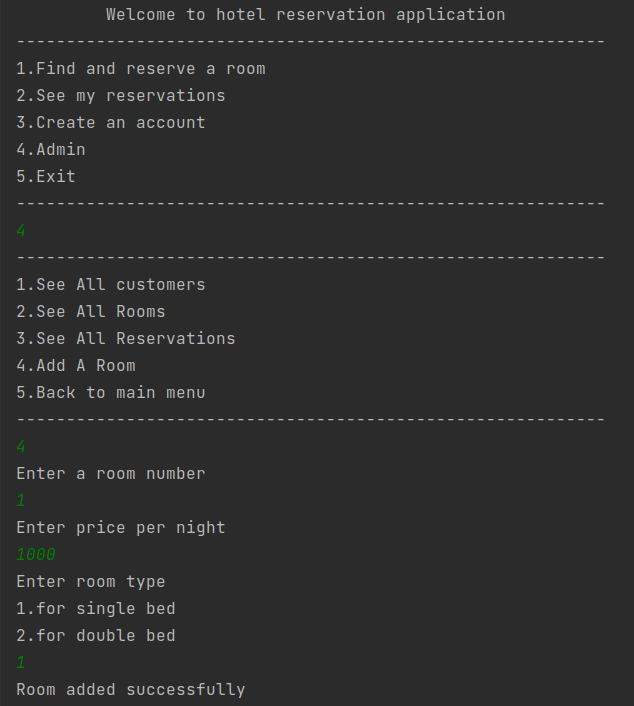 Welcome to hotel reservation application
-----------------------------------------------------------
1.Find and reserve a room
2.See my reservations
3.Create an account
4.Admin
5.Exit
-----------------------------------------------------------
4
-----------------------------------------------------------
1.See All customers
2.See All Rooms
3.See All Reservations
4.Add A Room
5.Back to main menu
-----------------------------------------------------------
4
Enter a room number
1
Enter price per night
1000
Enter room type
1.for single bed
2.for double bed
1
Room added successfully